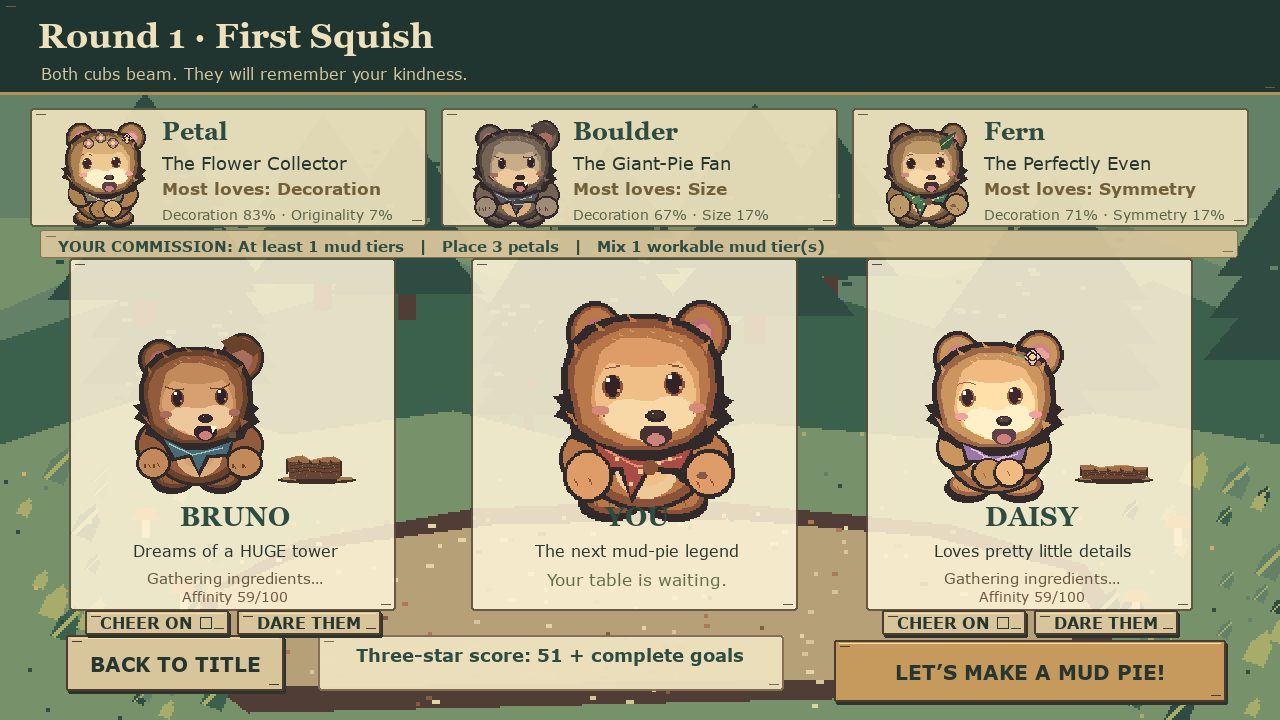 Round 1 · First Squish
Both cubs beam. They will remember your kindness.
Petal
The Flower Collector
Most loves: Decoration
Decoration 83% · Originality 7%
Boulder
The Giant-Pie Fan
Most loves: Size
Decoration 67% · Size 17%
Fern
The Perfectly Even
Most loves: Symmetry
Decoration 71% · Symmetry 17%
YOUR COMMISSION: At least 1 mud tiers | Place 3 petals | Mix 1 workable mud tier(s)
BRUNO
Dreams of a HUGE tower
Gathering ingredients...
Affinity 59/100
CHEER ON □
DARE THEM
YOU
The next mud-pie legend
Your table is waiting.
DAISY
Loves pretty little details
Gathering ingredients...
Affinity 59/100
CHEER ON □
DARE THEM
BACK TO TITLE
Three-star score: 51 + complete goals
LET’S MAKE A MUD PIE!